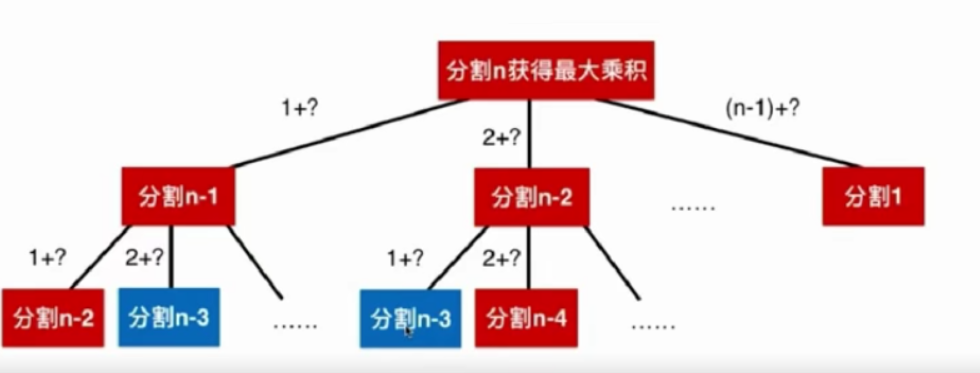 分割n获得最大乘积
1+?
2+?
(n-1)+?
分割n-1
分割n-2
......
分割1
1+?
2+?
1+?
2+?
分割n-2
分割n-3
......
分割n-3
分割n-4
......